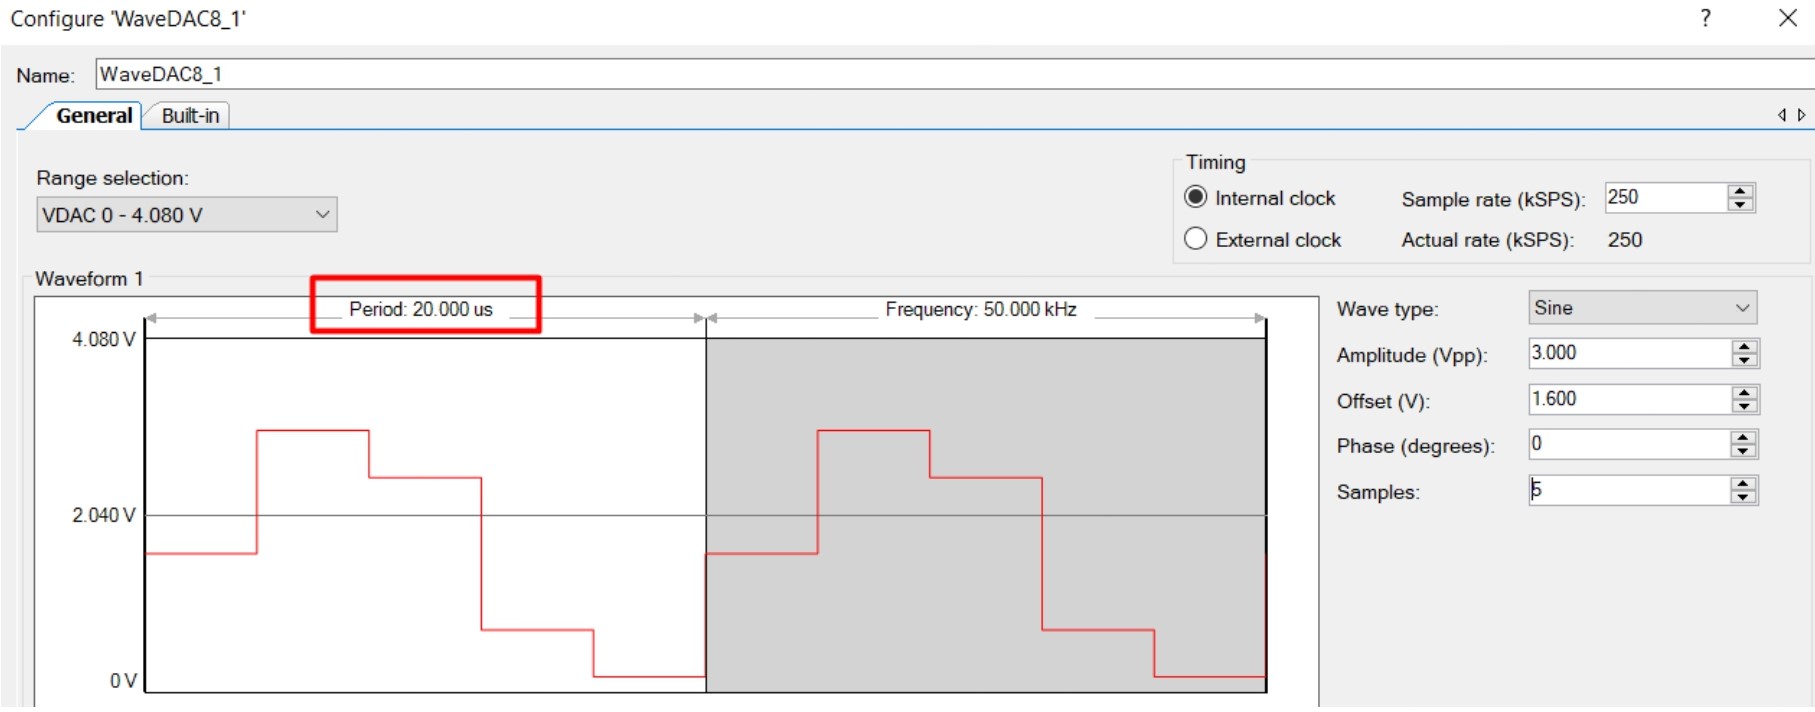 Configure 'WaveDAC8_1'
?
Name: WaveDAC8_1
General Built-in
Range selection:
VDAC 0 - 4.080 V
Timing
Internal clock Sample rate (kSPS): 250
External clock Actual rate (kSPS): 250
Waveform 1
Period: 20.000 us Frequency: 50.000 kHz
4.080 V
2.040 V
0 V
Wave type: Sine
Amplitude (Vpp): 3.000
Offset (V): 1.600
Phase (degrees): 0
Samples: 5